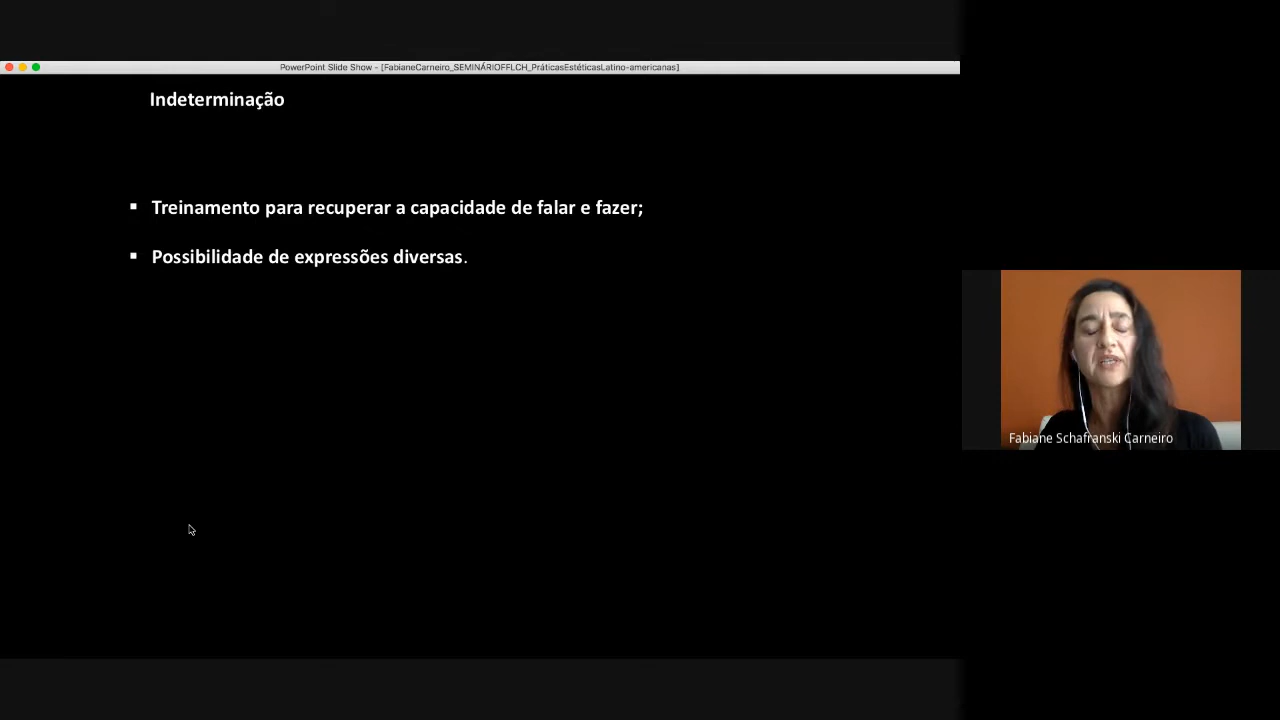 PowerPoint Slide Show - [FabianeCarneiro_SEMINÁRIOFFLCH_PráticasEstéticasLatino-americanas]
Indeterminação
▪ Treinamento para recuperar a capacidade de falar e fazer;
▪ Possibilidade de expressões diversas.
Fabiane Schafranski Carneiro